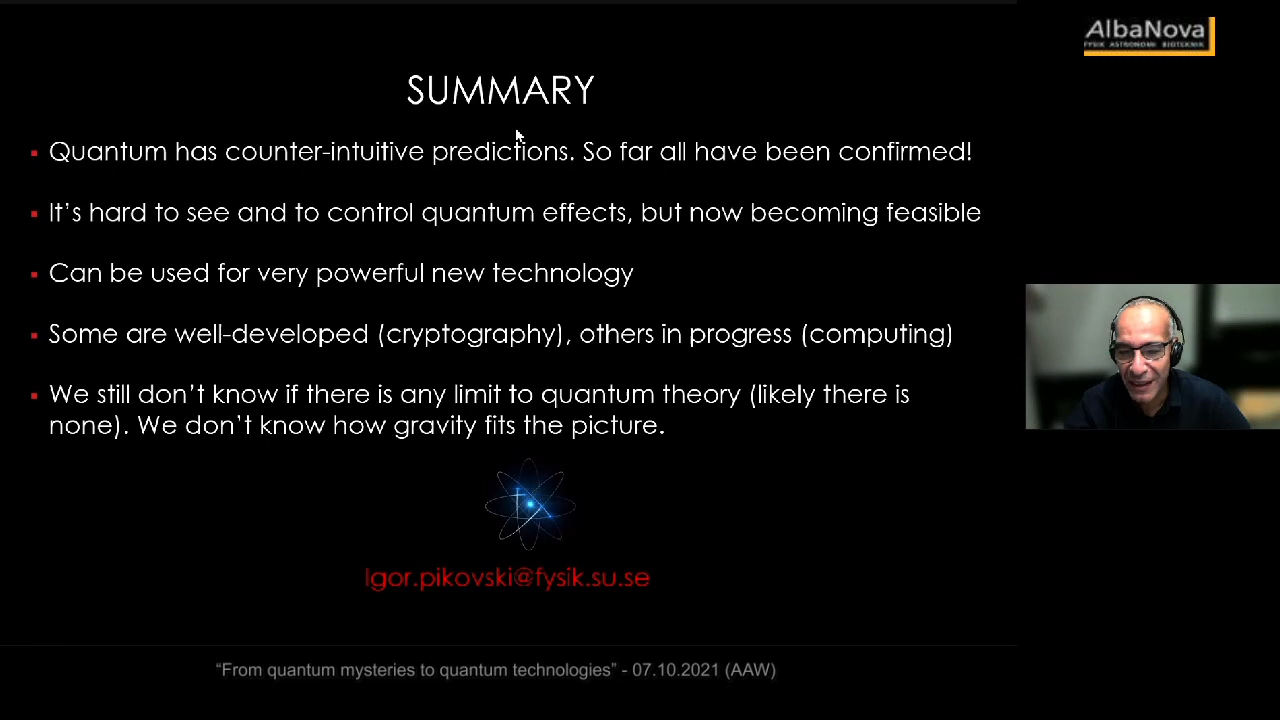 AlbaNova
FYSIK ASTRONOMI BIOTEKNIK
SUMMARY
Quantum has counter-intuitive predictions. So far all have been confirmed!
It's hard to see and to control quantum effects, but now becoming feasible
Can be used for very powerful new technology
Some are well-developed (cryptography), others in progress (computing)
We still don't know if there is any limit to quantum theory (likely there is
none). We don't know how gravity fits the picture.
Igor.pikovski@fysik.su.se
“From quantum mysteries to quantum technologies” - 07.10.2021 (AAW)